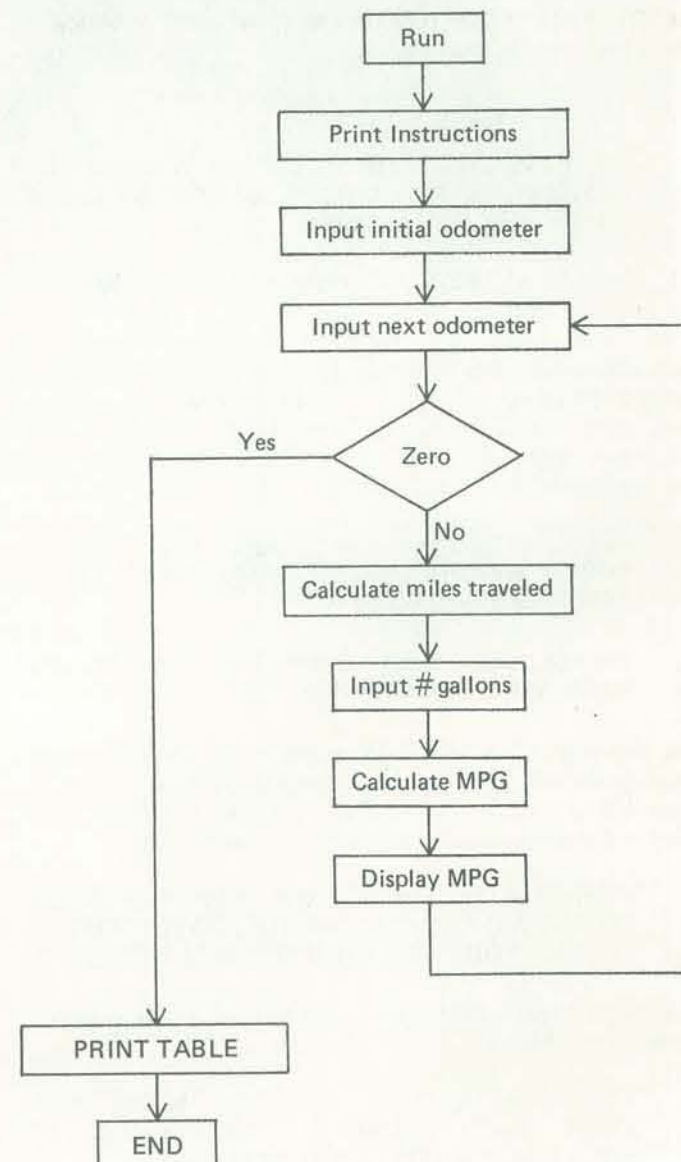 Run
Print Instructions
Input initial odometer
Input next odometer
Yes
Zero
No
Calculate miles traveled
Input # gallons
Calculate MPG
Display MPG
PRINT TABLE
END